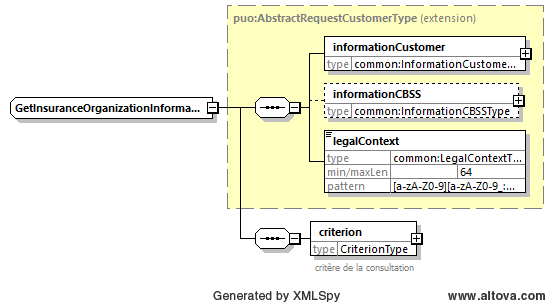 puo:AbstractRequestCustomerType (extension)
informationCustomer
type common:InformationCustome...
informationCBSS
type common:InformationCBSSType
GetInsuranceOrganizationInforma...
legalContext
type common:LegalContextT...
min/maxLen 64
pattern [a-zA-Z0-9][a-zA-Z0-9_:...
criterion
type CriterionType
critère de la consultation
Generated by XMLSpy www.altova.com